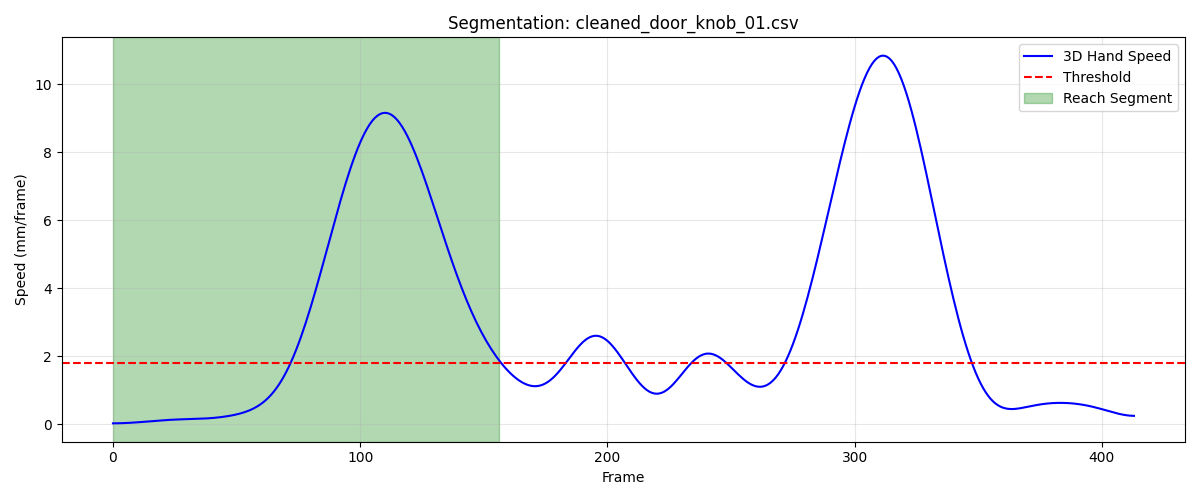 Segmentation: cleaned_door_knob_01.csv
3D Hand Speed
Threshold
Reach Segment
Speed (mm/frame)
10
8
6
4
2
0
0 100 200 300 400
Frame